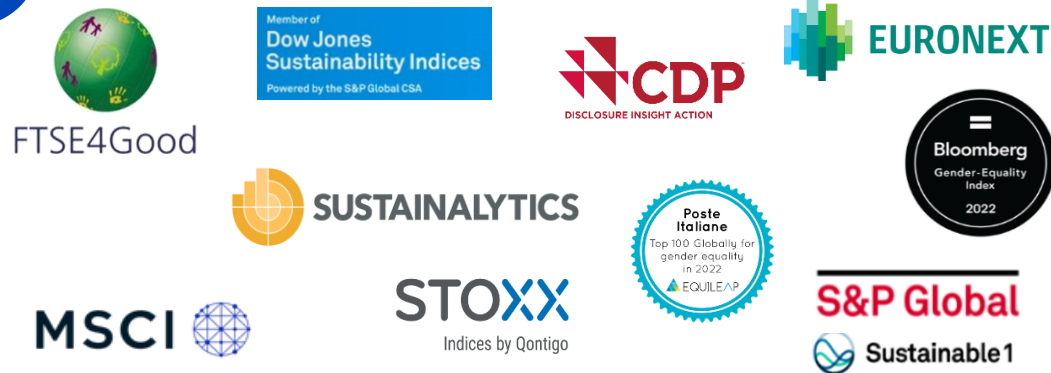 FTSE4Good
Member of
Dow Jones
Sustainability Indices
Powered by the S&P Global CSA
CDP
DISCLOSURE INSIGHT ACTION
EURONEXT
Bloomberg
Gender-Equality
Index
2022
SUSTAINALYTICS
Poste
Italiane
Top 100 Globally for
gender equality
in 2022
EQUILEAP
MSCI
STOXX
Indices by Qontigo
S&P Global
Sustainable1